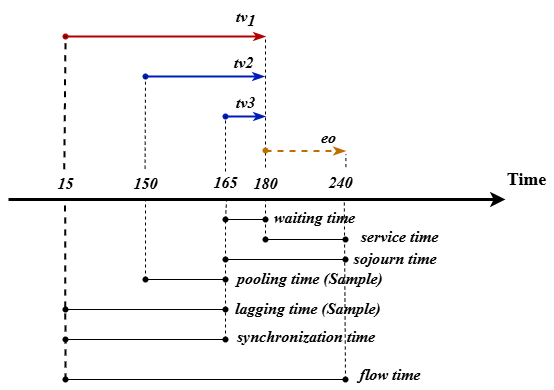 tv1
tv2
tv3
eo
15 150 165 180 240 Time
waiting time
service time
sojourn time
pooling time (Sample)
lagging time (Sample)
synchronization time
flow time